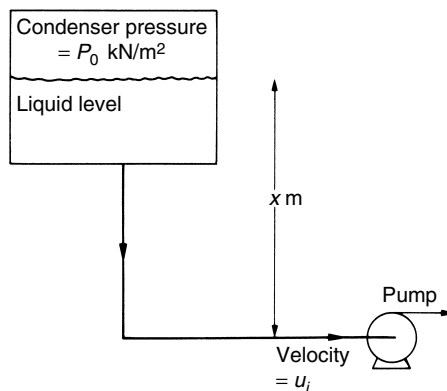 Condenser pressure
= P₀ kN/m²
Liquid level
x m
Pump
Velocity
= uᵢ